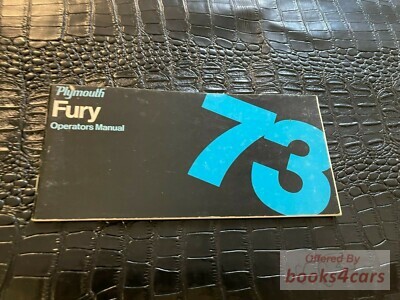 Plymouth
Fury
Operators Manual
73
Offered By
books4cars